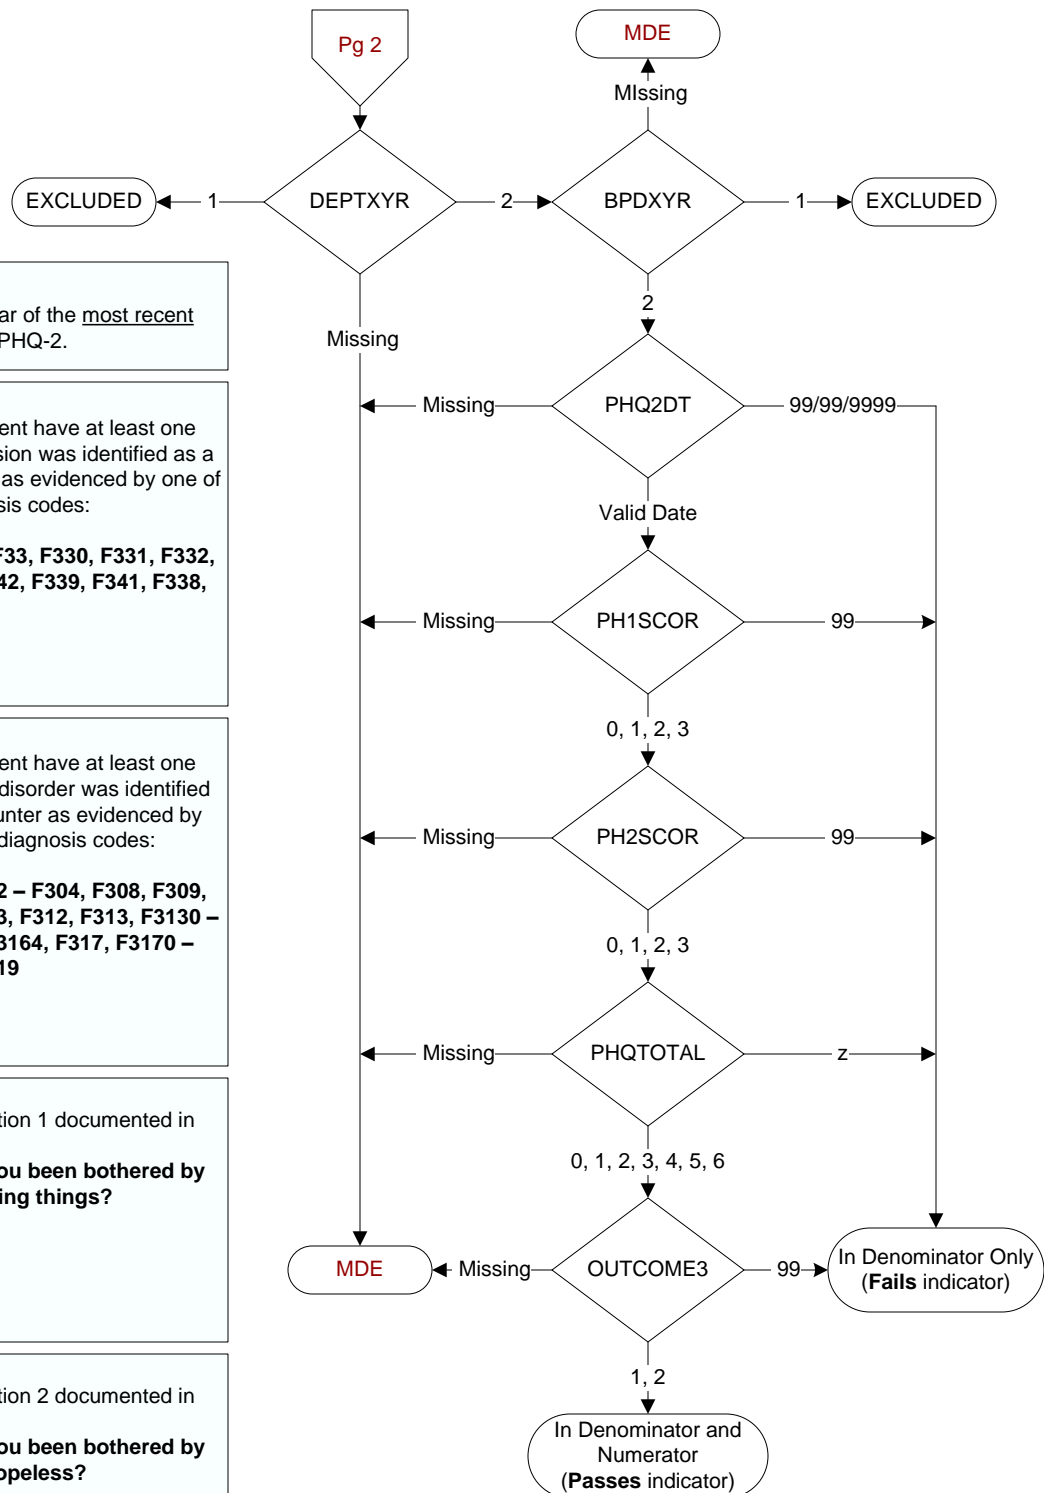 Pg 2
MDE
MIssing
EXCLUDED
1
DEPTXYR
2
BPDXYR
1
EXCLUDED
2
ar of the most recent
PHQ-2.
Missing
Missing
PHQ2DT
99/99/9999
ent have at least one
sion was identified as a
as evidenced by one of
sis codes:
F33, F330, F331, F332,
42, F339, F341, F338,
Valid Date
Missing
PH1SCOR
99
0, 1, 2, 3
ent have at least one
disorder was identified
unter as evidenced by
diagnosis codes:
2 – F304, F308, F309,
3, F312, F313, F3130 –
3164, F317, F3170 –
19
Missing
PH2SCOR
99
0, 1, 2, 3
Missing
PHQTOTAL
z
tion 1 documented in
ou been bothered by
ing things?
0, 1, 2, 3, 4, 5, 6
MDE
Missing
OUTCOME3
99
In Denominator Only
(Fails indicator)
1, 2
tion 2 documented in
ou been bothered by
opeless?
In Denominator and
Numerator
(Passes indicator)